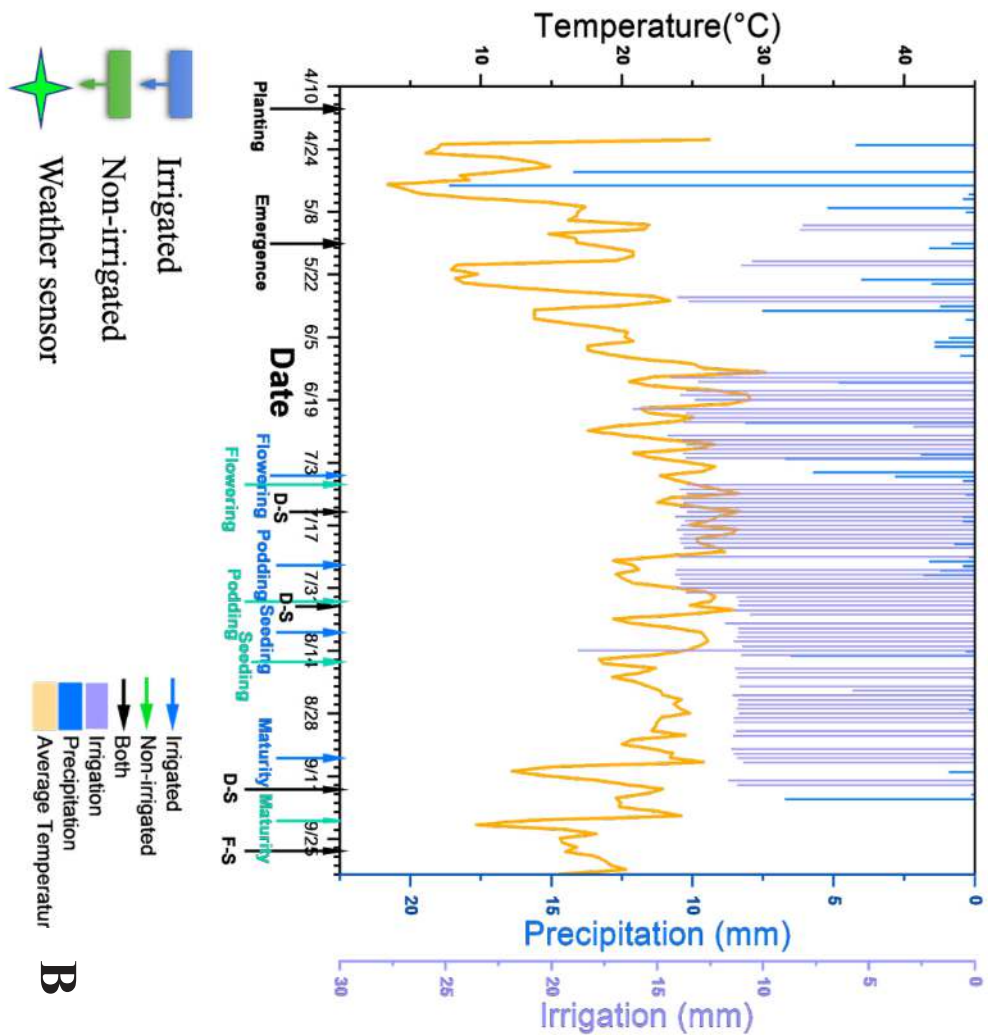 Temperature(°C)
10
20
30
40
4/10
4/24
5/8
5/22
6/5
6/19
7/3
7/17
7/3
8/14
8/28
9/1
9/25
Date
Planting
Emergence
Flowering
Flowering
D-S
Podding
Podding
D-S
Seeding
Seeding
Maturity
D-S
Maturity
F-S
20
15
10
5
0
Precipitation (mm)
30
25
20
15
10
5
0
Irrigation (mm)
Irrigated
Non-irrigated
Weather sensor
Irrigated
Non-irrigated
Both
Irrigation
Precipitation
Average Temperatur
B